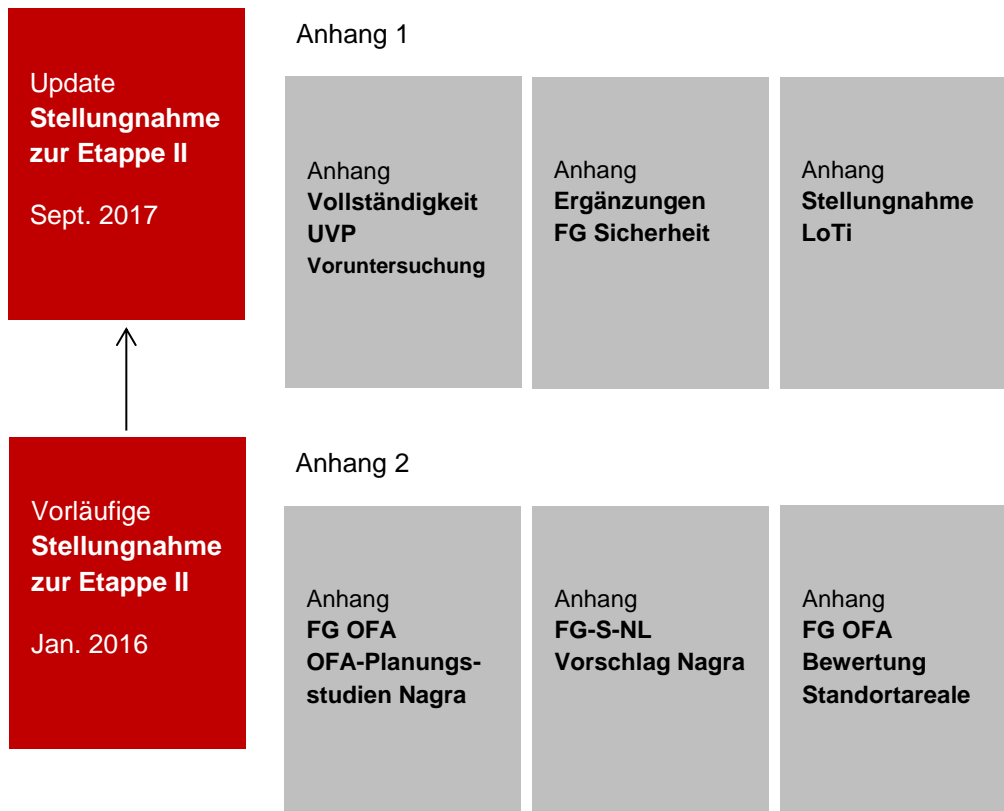 Update
Stellungnahme
zur Etappe II
Sept. 2017
Anhang 1
Anhang
Vollständigkeit
UVP
Voruntersuchung
Anhang
Ergänzungen
FG Sicherheit
Anhang
Stellungnahme
LoTi
Vorläufige
Stellungnahme
zur Etappe II
Jan. 2016
Anhang 2
Anhang
FG OFA
OFA-Planungs-
studien Nagra
Anhang
FG-S-NL
Vorschlag Nagra
Anhang
FG OFA
Bewertung
Standortareale